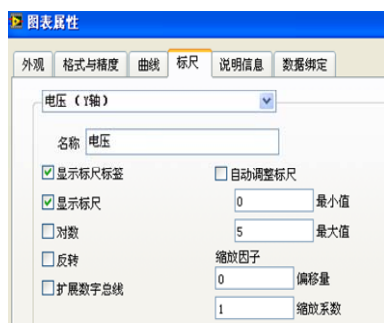 图表属性
外观 格式与精度 曲线 标尺 说明信息 数据绑定
电压 (Y轴)
名称 电压
显示标尺标签 自动调整标尺
显示标尺 0 最小值
对数 5 最大值
反转 缩放因子
扩展数字总线 0 偏移量
1 缩放系数